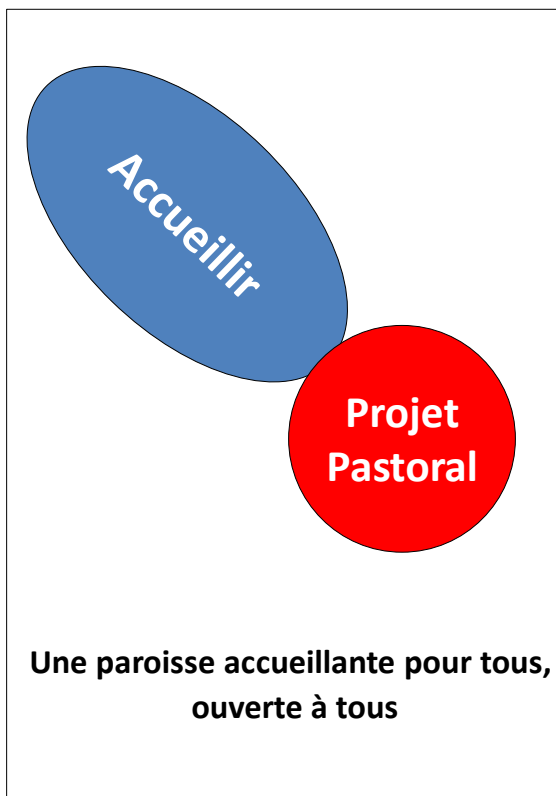 Accueillir
Projet
Pastoral
Une paroisse accueillante pour tous,
ouverte à tous